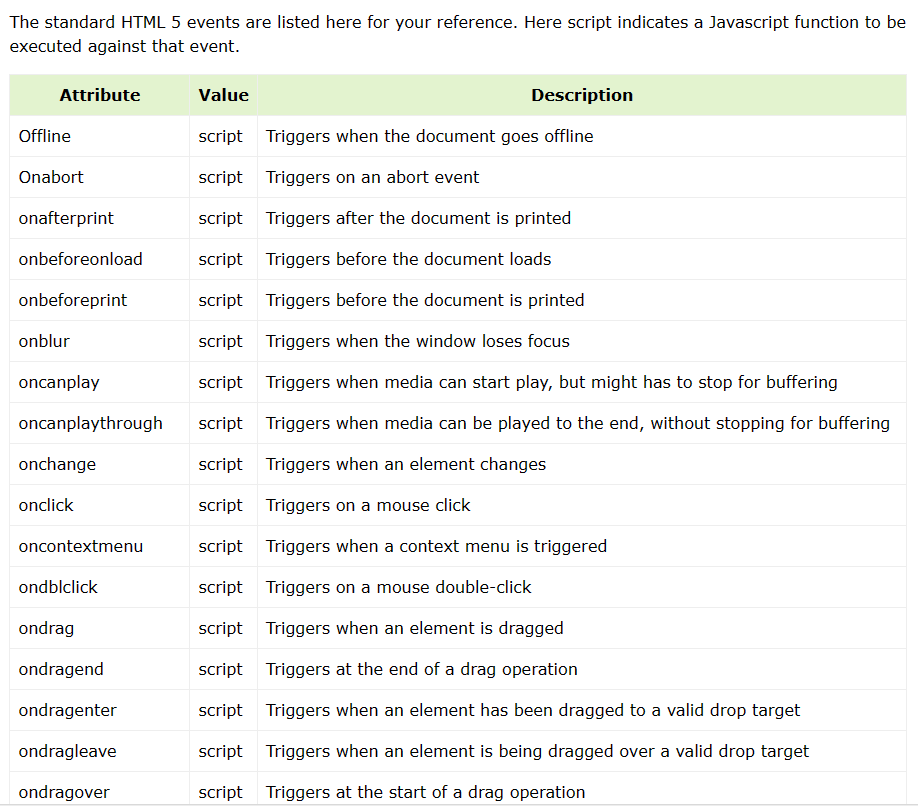 The standard HTML 5 events are listed here for your reference. Here script indicates a Javascript function to be
executed against that event.
Attribute Value Description
Offline script Triggers when the document goes offline
Onabort script Triggers on an abort event
onafterprint script Triggers after the document is printed
onbeforeonload script Triggers before the document loads
onbeforeprint script Triggers before the document is printed
onblur script Triggers when the window loses focus
oncanplay script Triggers when media can start play, but might has to stop for buffering
oncanplaythrough script Triggers when media can be played to the end, without stopping for buffering
onchange script Triggers when an element changes
onclick script Triggers on a mouse click
oncontextmenu script Triggers when a context menu is triggered
ondblclick script Triggers on a mouse double-click
ondrag script Triggers when an element is dragged
ondragend script Triggers at the end of a drag operation
ondragenter script Triggers when an element has been dragged to a valid drop target
ondragleave script Triggers when an element is being dragged over a valid drop target
ondragover script Triggers at the start of a drag operation